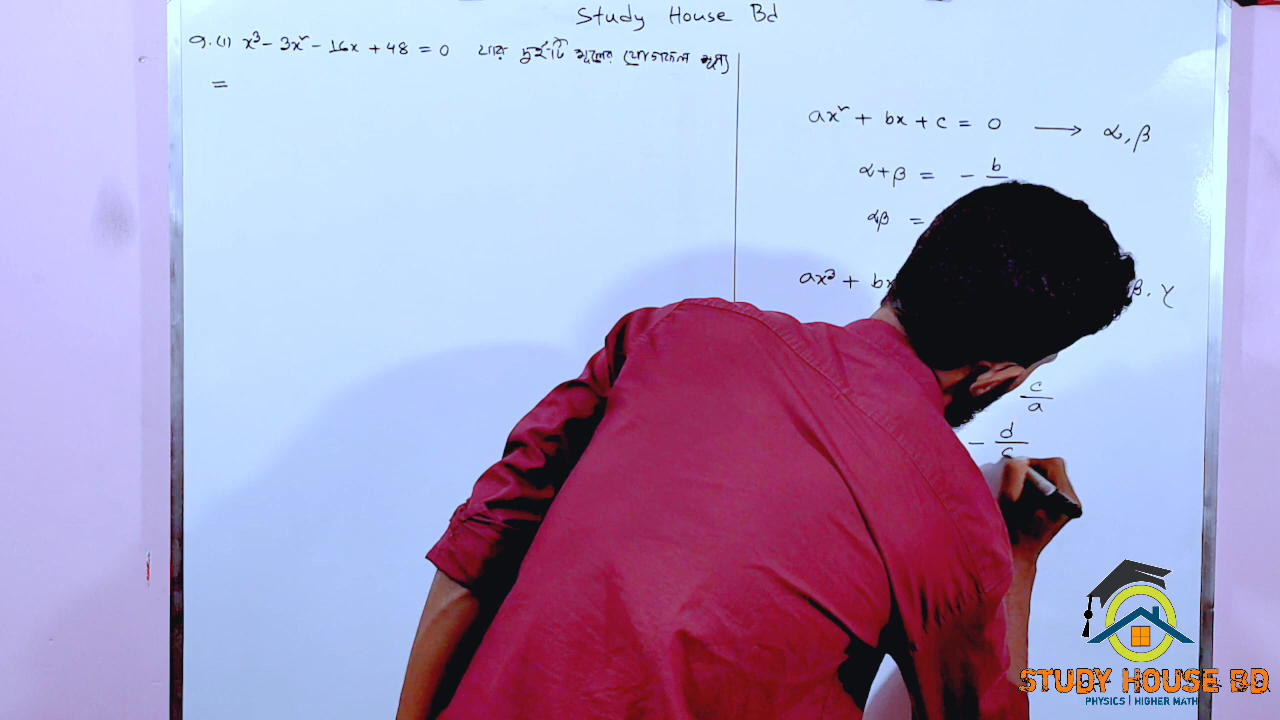 Study House Bd
৭.(i) x³ - 3x² - 16x + 48 = 0 যার দুইটি মূলের যোগফল শূন্য
=
ax² + bx + c = 0 → α, β
α+β = - b
αβ =
ax³ + bx β, γ
c/a
- d/c
STUDY HOUSE BD
PHYSICS | HIGHER MATH